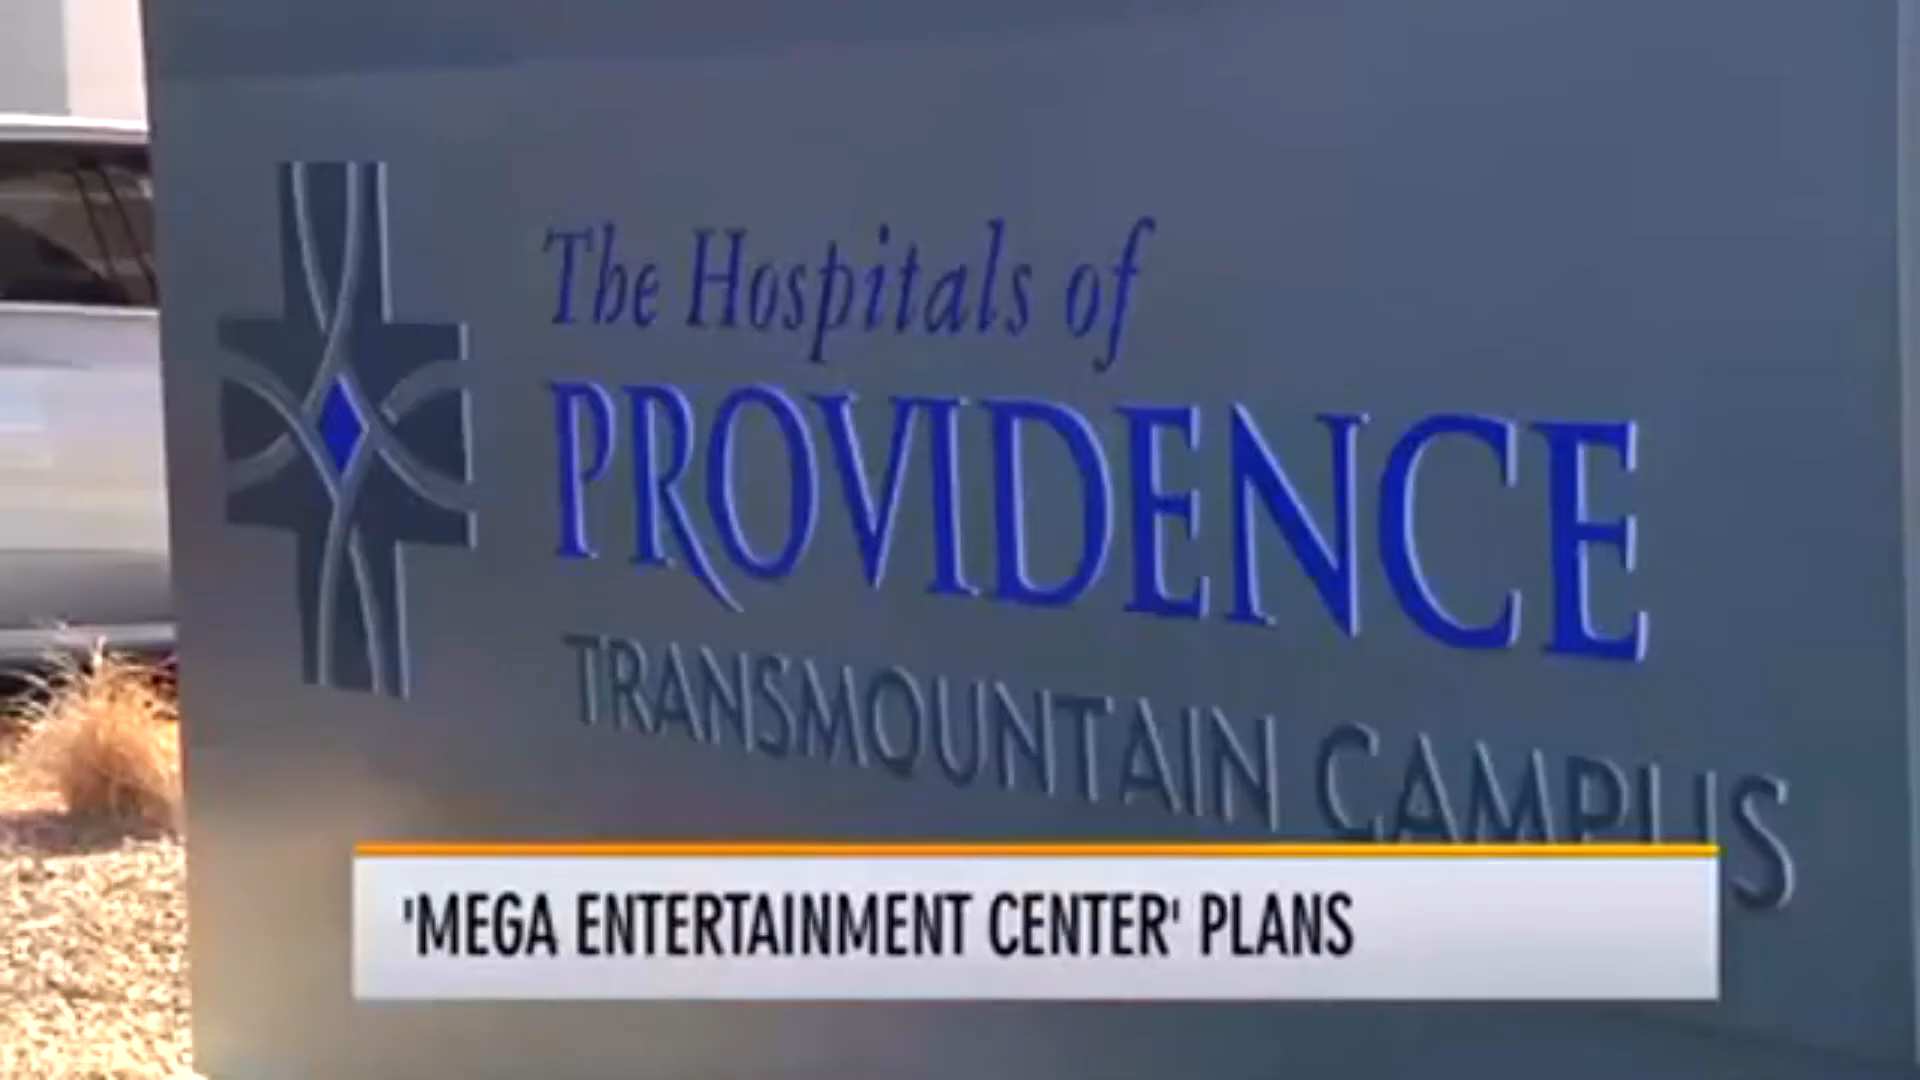 The Hospitals of
PROVIDENCE
TRANSMOUNTAIN CAMPUS
'MEGA ENTERTAINMENT CENTER' PLANS